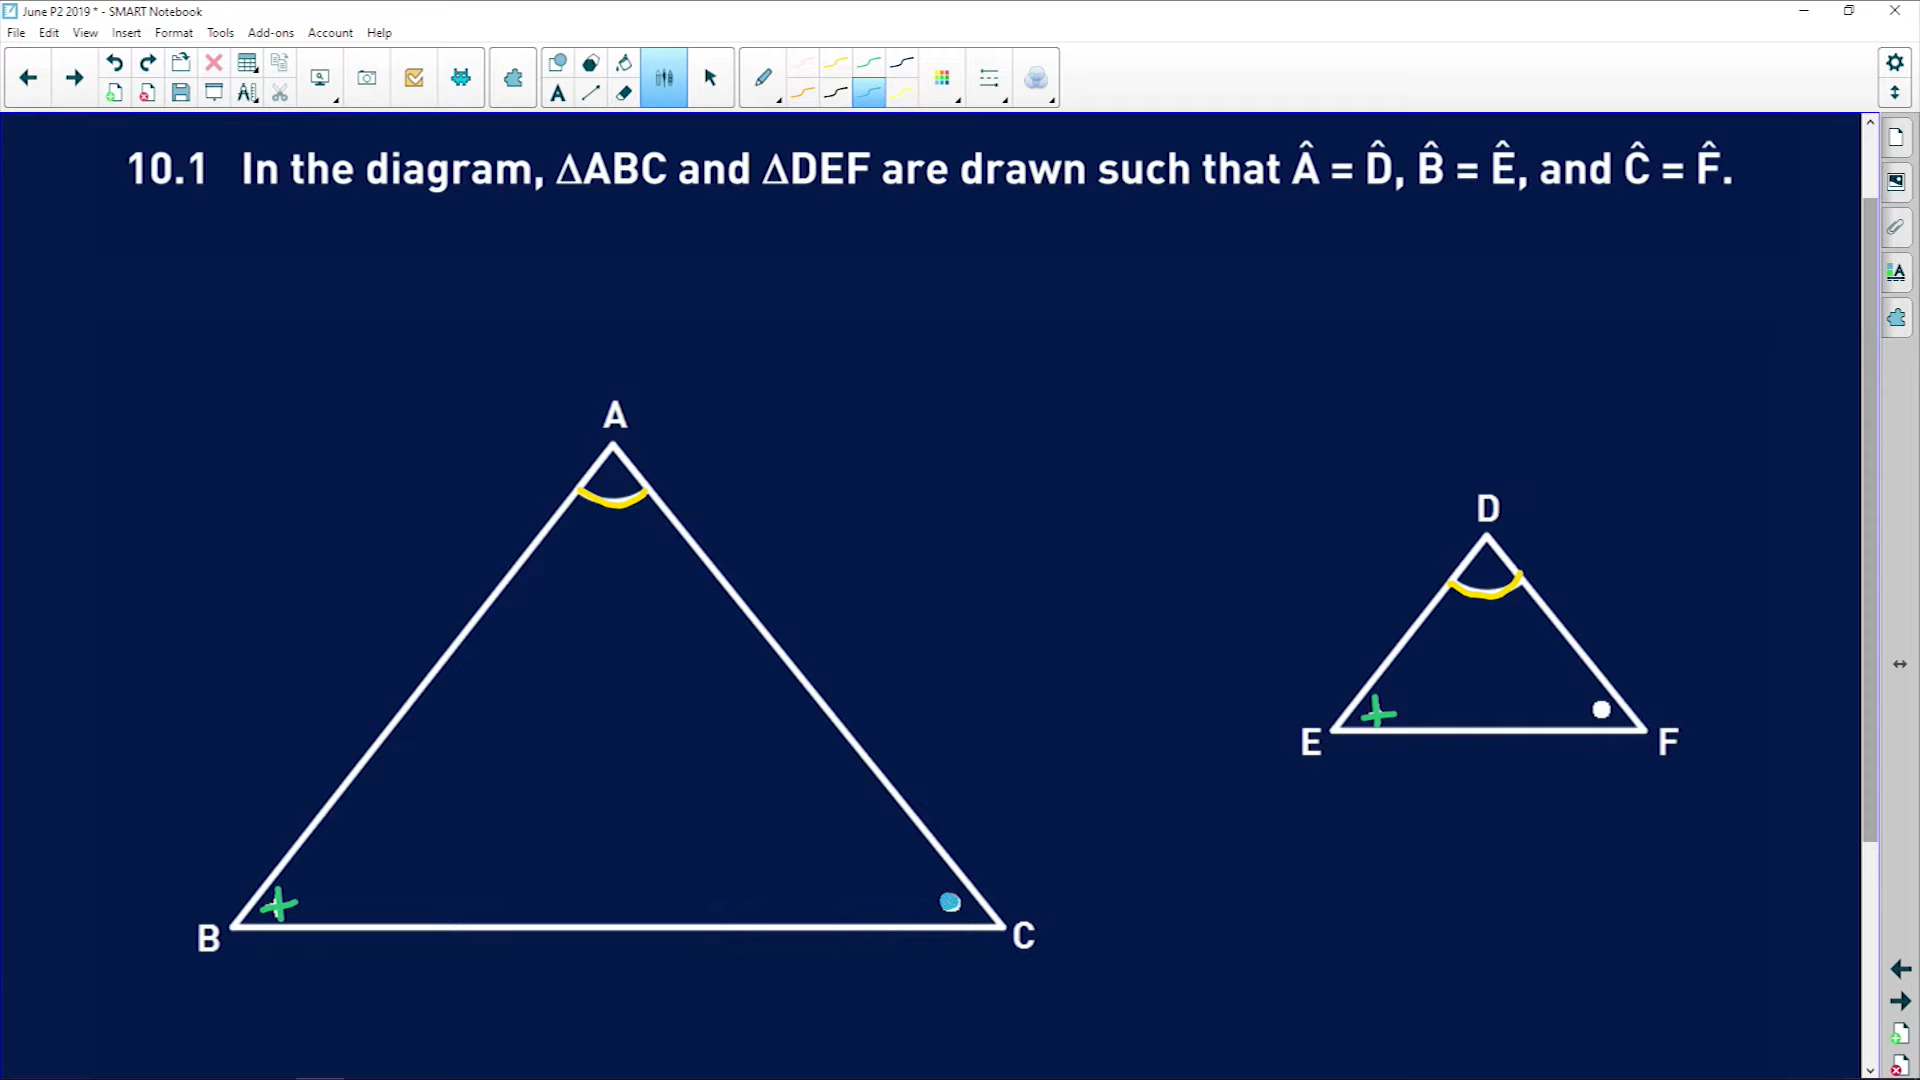 June P2 2019 * - SMART Notebook
File Edit View Insert Format Tools Add-ons Account Help
10.1 In the diagram, ΔABC and ΔDEF are drawn such that Â = D̂, B̂ = Ê, and Ĉ = F̂.
A
D
E
F
B
C